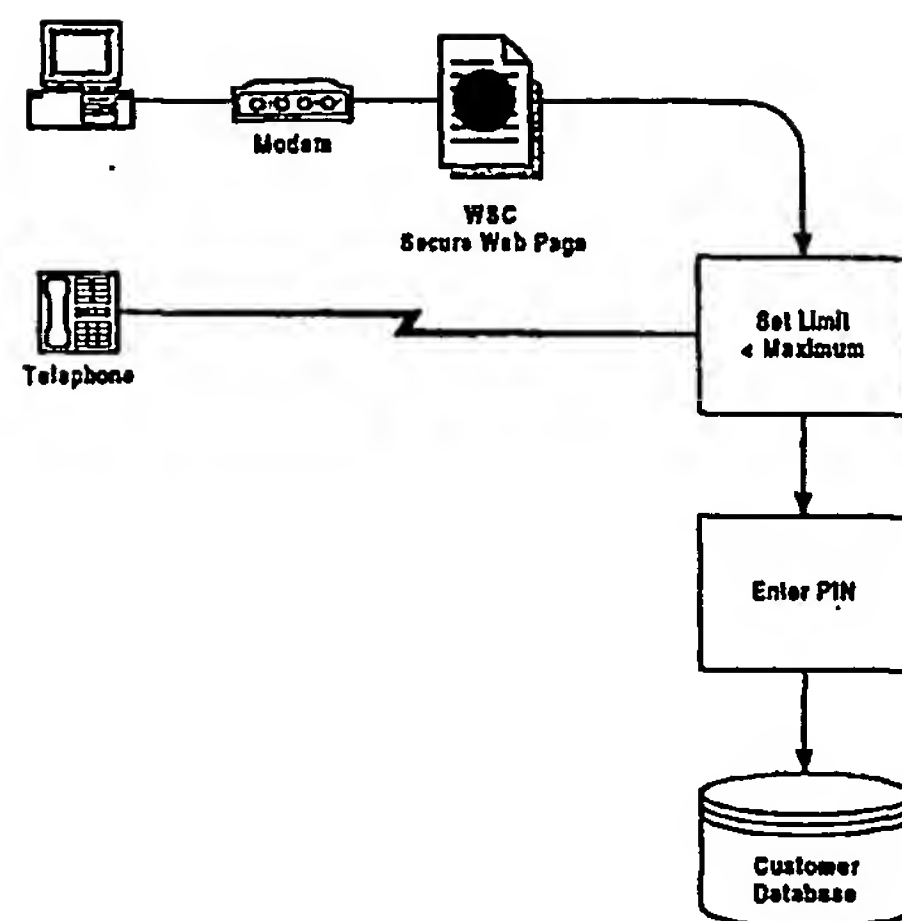 Modem
WSC
Secure Web Page
Telephone
Set Limit
< Maximum
Enter PIN
Customer
Database